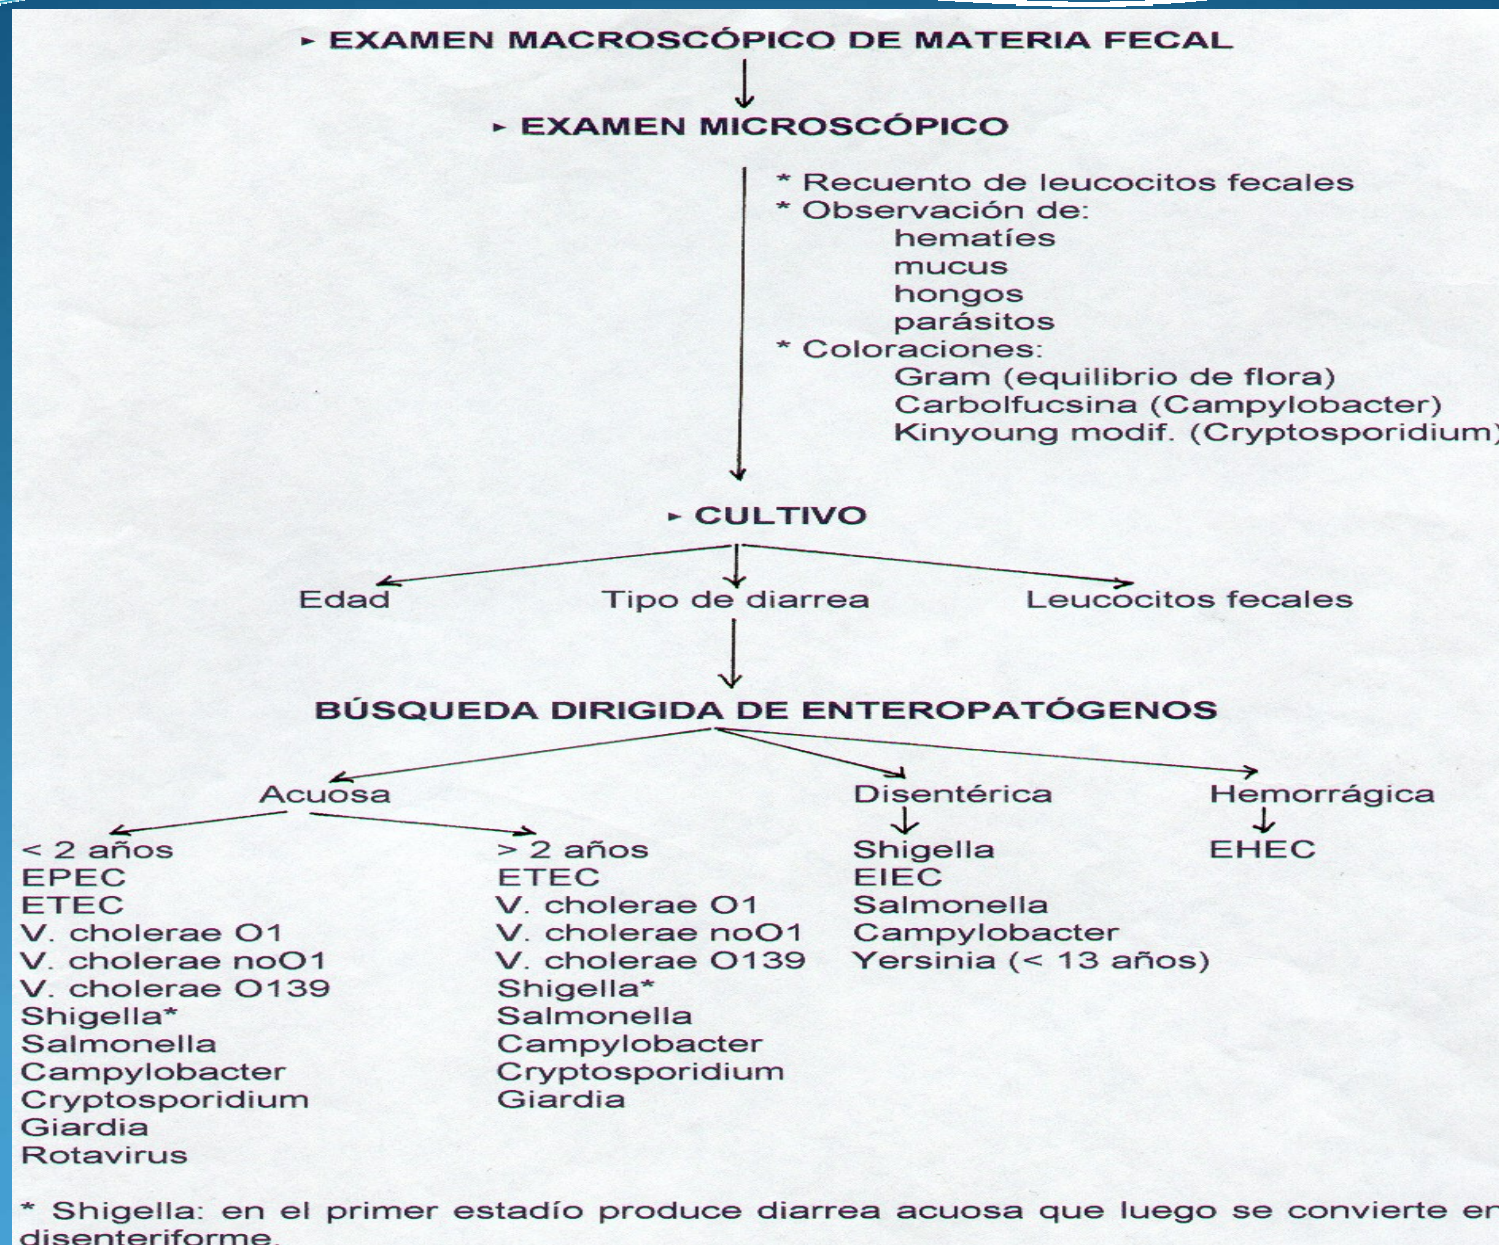 ► EXAMEN MACROSCÓPICO DE MATERIA FECAL
► EXAMEN MICROSCÓPICO
* Recuento de leucocitos fecales
* Observación de:
hematíes
mucus
hongos
parásitos
* Coloraciones:
Gram (equilibrio de flora)
Carbolfucsina (Campylobacter)
Kinyoung modif. (Cryptosporidium)
► CULTIVO
Edad
Tipo de diarrea
Leucocitos fecales
BÚSQUEDA DIRIGIDA DE ENTEROPATÓGENOS
Acuosa
< 2 años
EPEC
ETEC
V. cholerae O1
V. cholerae noO1
V. cholerae O139
Shigella*
Salmonella
Campylobacter
Cryptosporidium
Giardia
Rotavirus
> 2 años
ETEC
V. cholerae O1
V. cholerae noO1
V. cholerae O139
Shigella*
Salmonella
Campylobacter
Cryptosporidium
Giardia
Disentérica
Shigella
EIEC
Salmonella
Campylobacter
Yersinia (< 13 años)
Hemorrágica
EHEC
* Shigella: en el primer estadío produce diarrea acuosa que luego se convierte en
disenteriforme.